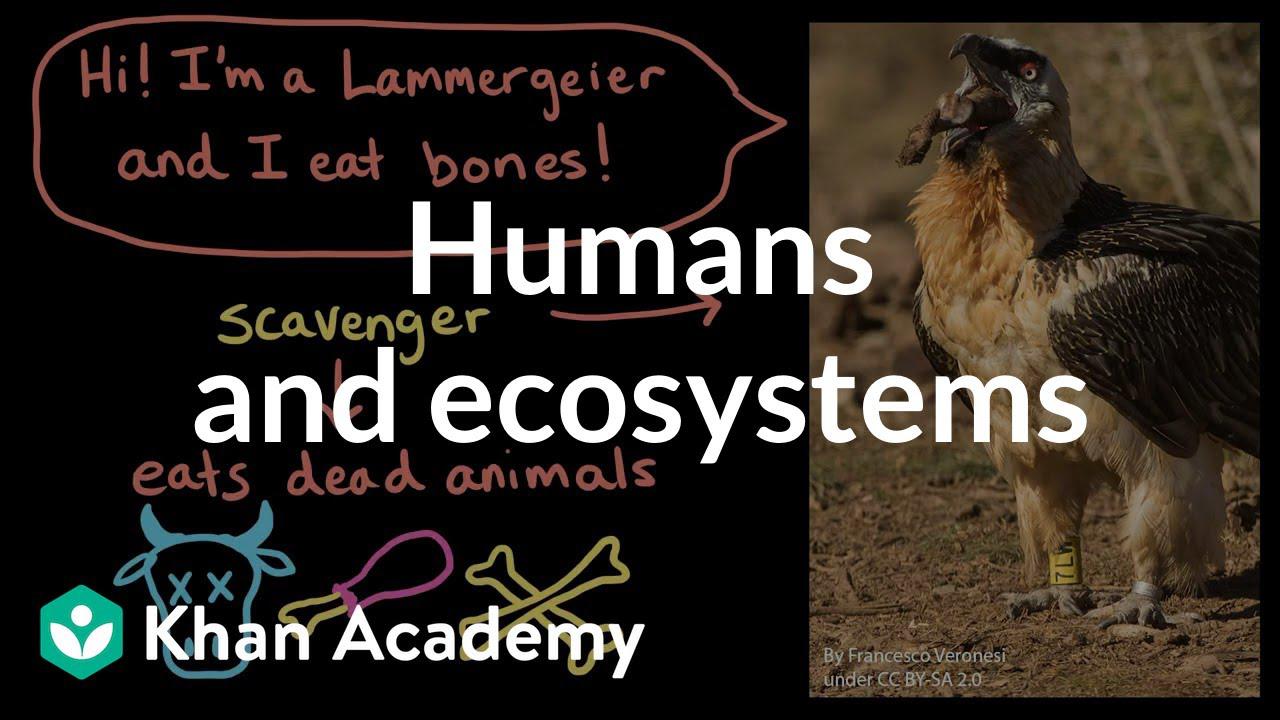 Hi! I'm a Lammergeier
and I eat bones!
Humans
scavenger
and ecosystems
eats dead animals
Khan Academy
7L
By Francesco Veronesi
under CC BY-SA 2.0